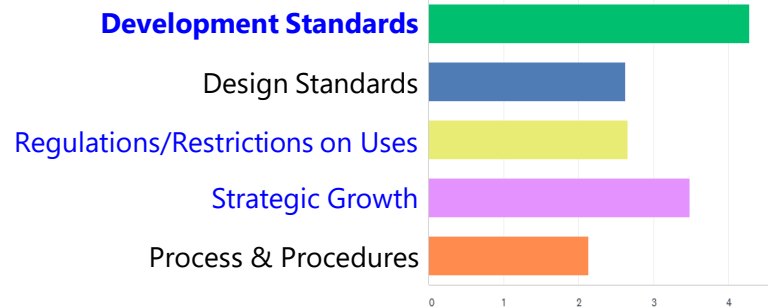 Development Standards
Design Standards
Regulations/Restrictions on Uses
Strategic Growth
Process & Procedures
0 1 2 3 4